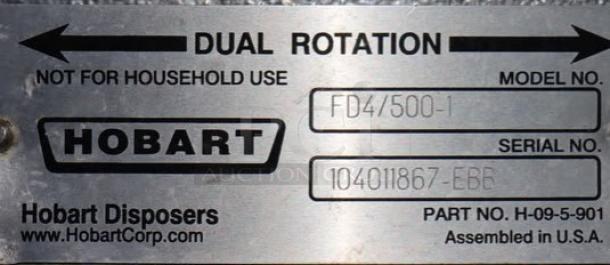 DUAL ROTATION
NOT FOR HOUSEHOLD USE
MODEL NO.
FD4/500-1
HOBART
SERIAL NO.
104011867-EBB
Hobart Disposers
www.HobartCorp.com
PART NO. H-09-5-901
Assembled in U.S.A.